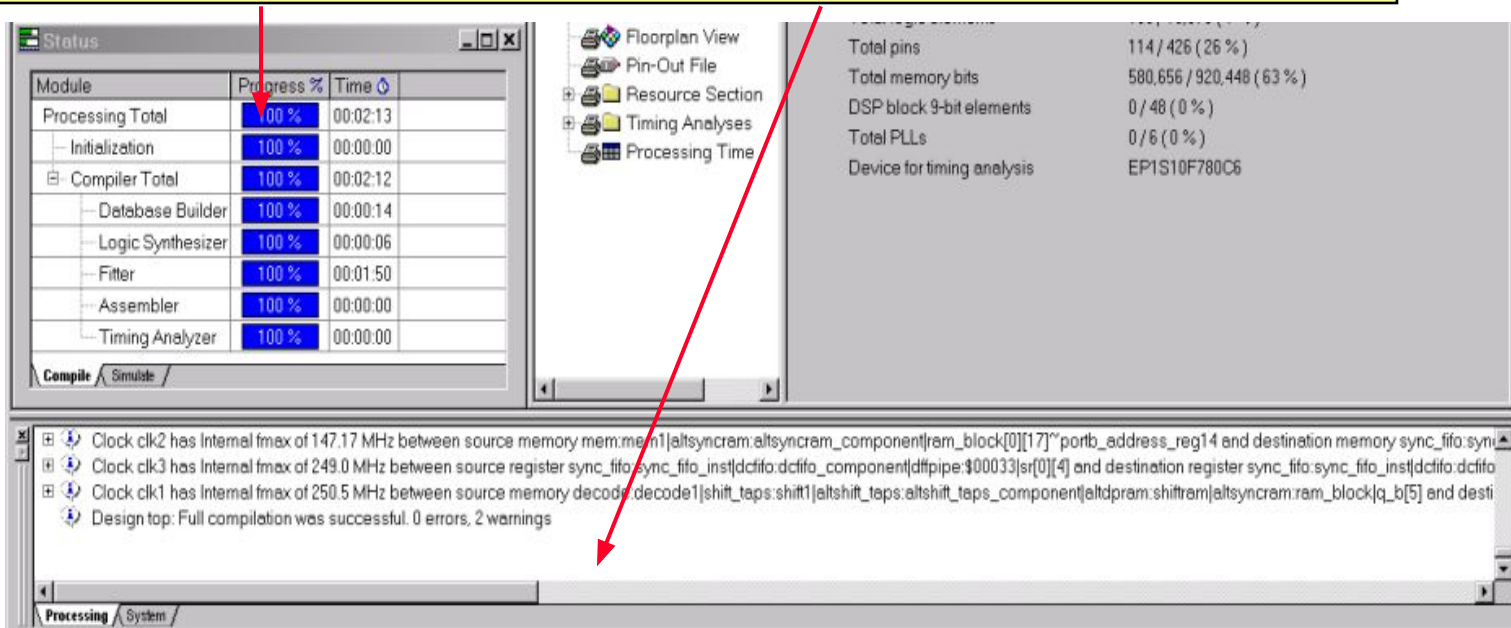 Status
Module Progress % Time
Processing Total 100 % 00:02:13
Initialization 100 % 00:00:00
Compiler Total 100 % 00:02:12
Database Builder 100 % 00:00:14
Logic Synthesizer 100 % 00:00:06
Fitter 100 % 00:01:50
Assembler 100 % 00:00:00
Timing Analyzer 100 % 00:00:00
Compile Simulate
Floorplan View
Pin-Out File
Resource Section
Timing Analyses
Processing Time
Total pins 114 / 426 ( 26 % )
Total memory bits 580,656 / 920,448 ( 63 % )
DSP block 9-bit elements 0 / 48 ( 0 % )
Total PLLs 0 / 6 ( 0 % )
Device for timing analysis EP1S10F780C6
Clock clk2 has Internal fmax of 147.17 MHz between source memory mem:mem1|altsyncram:altsyncram_component|ram_block[0][17]~portb_address_reg14 and destination memory sync_fifo:syn
Clock clk3 has Internal fmax of 249.0 MHz between source register sync_fifo:sync_fifo_inst|dcfifo:dcfifo_component|dffpipe:$00033|sr[0][4] and destination register sync_fifo:sync_fifo_inst|dcfifo:dcfifo
Clock clk1 has Internal fmax of 250.5 MHz between source memory decode:decode1|shift_taps:shift1|altshift_taps:altshift_taps_component|altdpram:shiftram|altsyncram:ram_block|q_b[5] and desti
Design top: Full compilation was successful. 0 errors, 2 warnings
Processing System